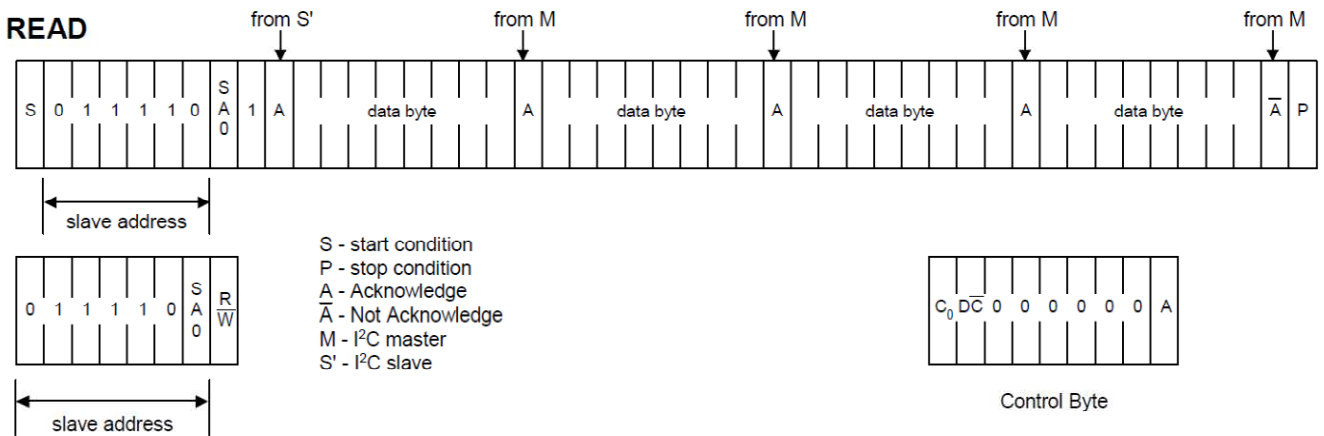 READ
from S' from M from M from M from M
S 0 1 1 1 1 0 SA0 1 A data byte A data byte A data byte A data byte A̅ P
slave address
0 1 1 1 1 0 SA0 R/W̅
slave address
S - start condition
P - stop condition
A - Acknowledge
A̅ - Not Acknowledge
M - I²C master
S' - I²C slave
C₀ DC̅ 0 0 0 0 0 0 A
Control Byte